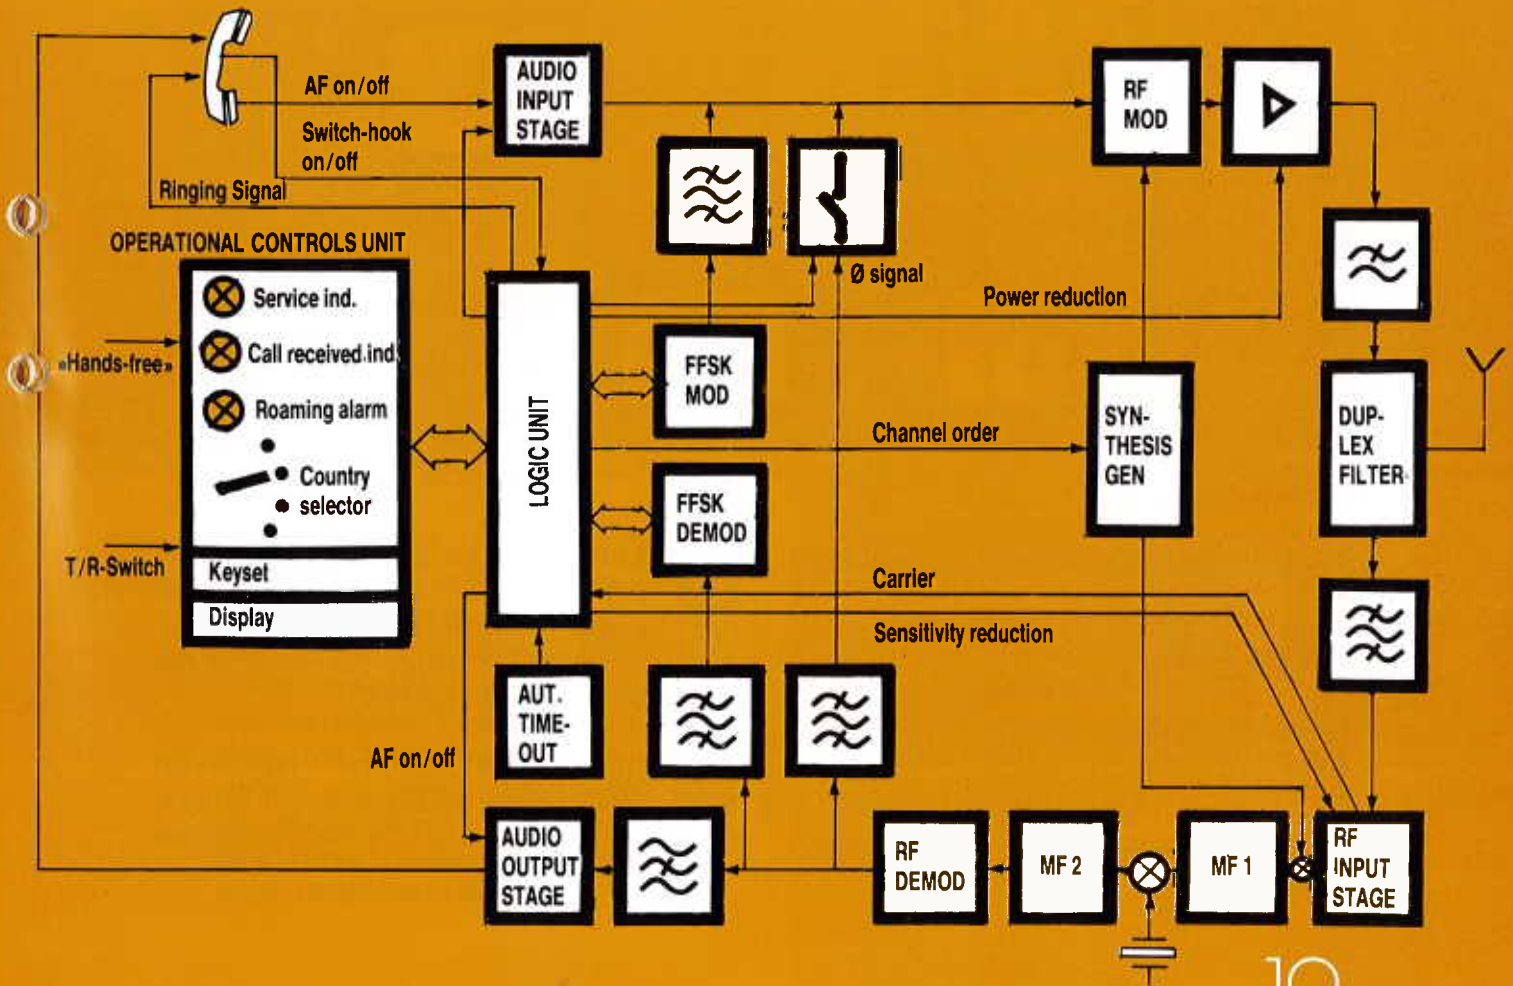 AF on/off
Switch-hook
on/off
Ringing Signal
AUDIO
INPUT
STAGE
RF
MOD
OPERATIONAL CONTROLS UNIT
Service ind.
Call received ind.
Roaming alarm
Country
selector
Keyset
Display
»Hands-free»
T/R-Switch
LOGIC UNIT
Ø signal
Power reduction
FFSK
MOD
FFSK
DEMOD
Channel order
SYN-
THESIS
GEN
DUP-
LEX
FILTER
Carrier
Sensitivity reduction
AUT.
TIME-
OUT
AF on/off
AUDIO
OUTPUT
STAGE
RF
DEMOD
MF 2
MF 1
RF
INPUT
STAGE
10